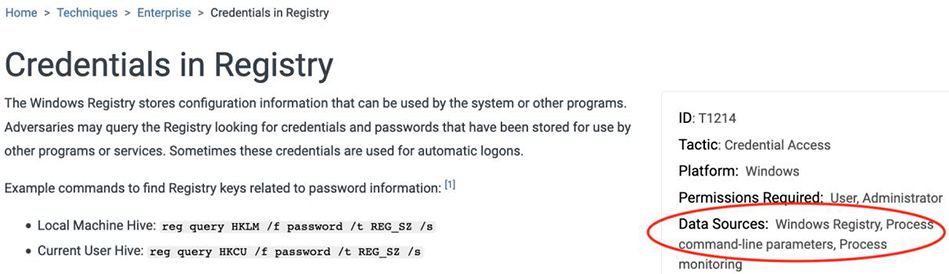 Home > Techniques > Enterprise > Credentials in Registry
Credentials in Registry
The Windows Registry stores configuration information that can be used by the system or other programs.
Adversaries may query the Registry looking for credentials and passwords that have been stored for use by
other programs or services. Sometimes these credentials are used for automatic logons.
Example commands to find Registry keys related to password information: [1]
• Local Machine Hive: reg query HKLM /f password /t REG_SZ /s
• Current User Hive: reg query HKCU /f password /t REG_SZ /s
ID: T1214
Tactic: Credential Access
Platform: Windows
Permissions Required: User, Administrator
Data Sources: Windows Registry, Process
command-line parameters, Process
monitoring